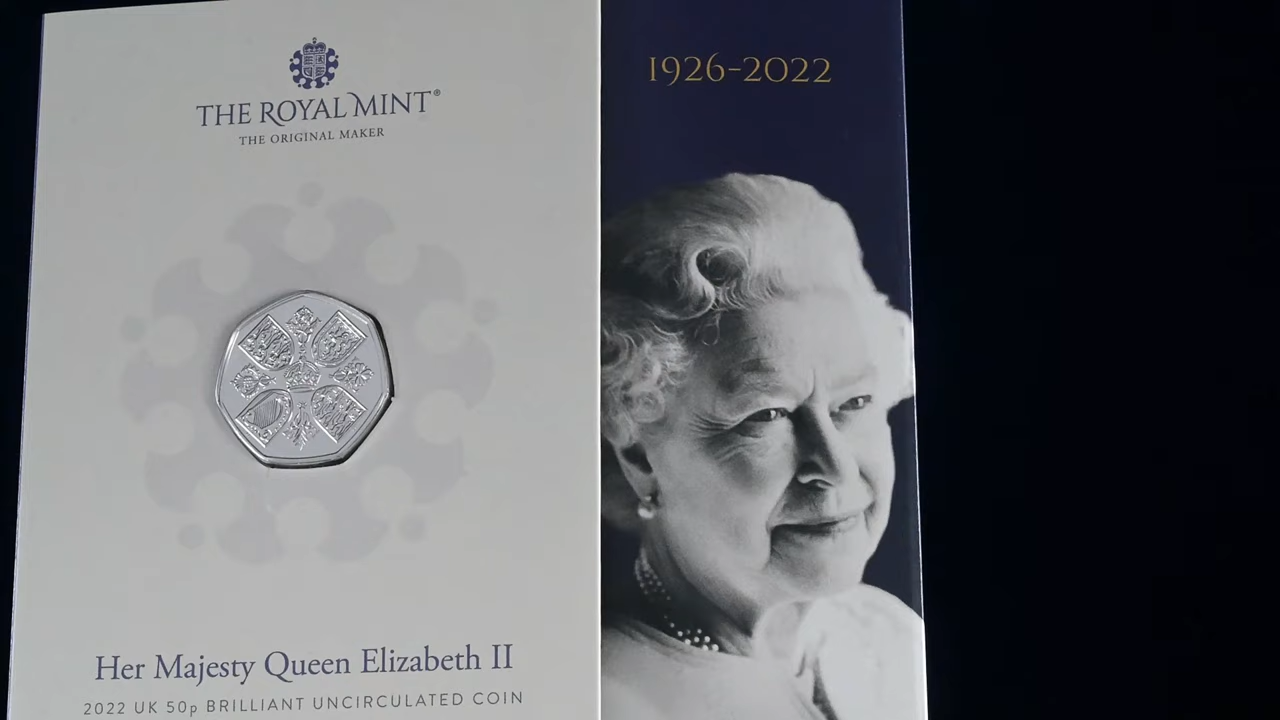 THE ROYAL MINT®
THE ORIGINAL MAKER
1926-2022
Her Majesty Queen Elizabeth II
2022 UK 50p BRILLIANT UNCIRCULATED COIN